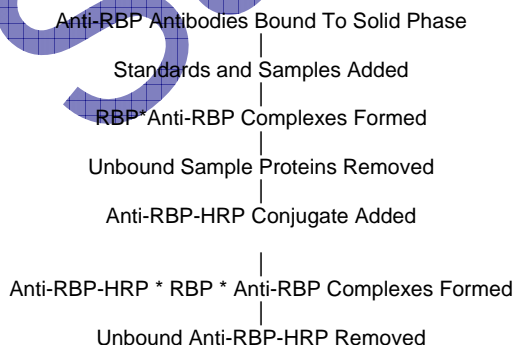 Anti-RBP Antibodies Bound To Solid Phase
Standards and Samples Added
RBP*Anti-RBP Complexes Formed
Unbound Sample Proteins Removed
Anti-RBP-HRP Conjugate Added
Anti-RBP-HRP * RBP * Anti-RBP Complexes Formed
Unbound Anti-RBP-HRP Removed